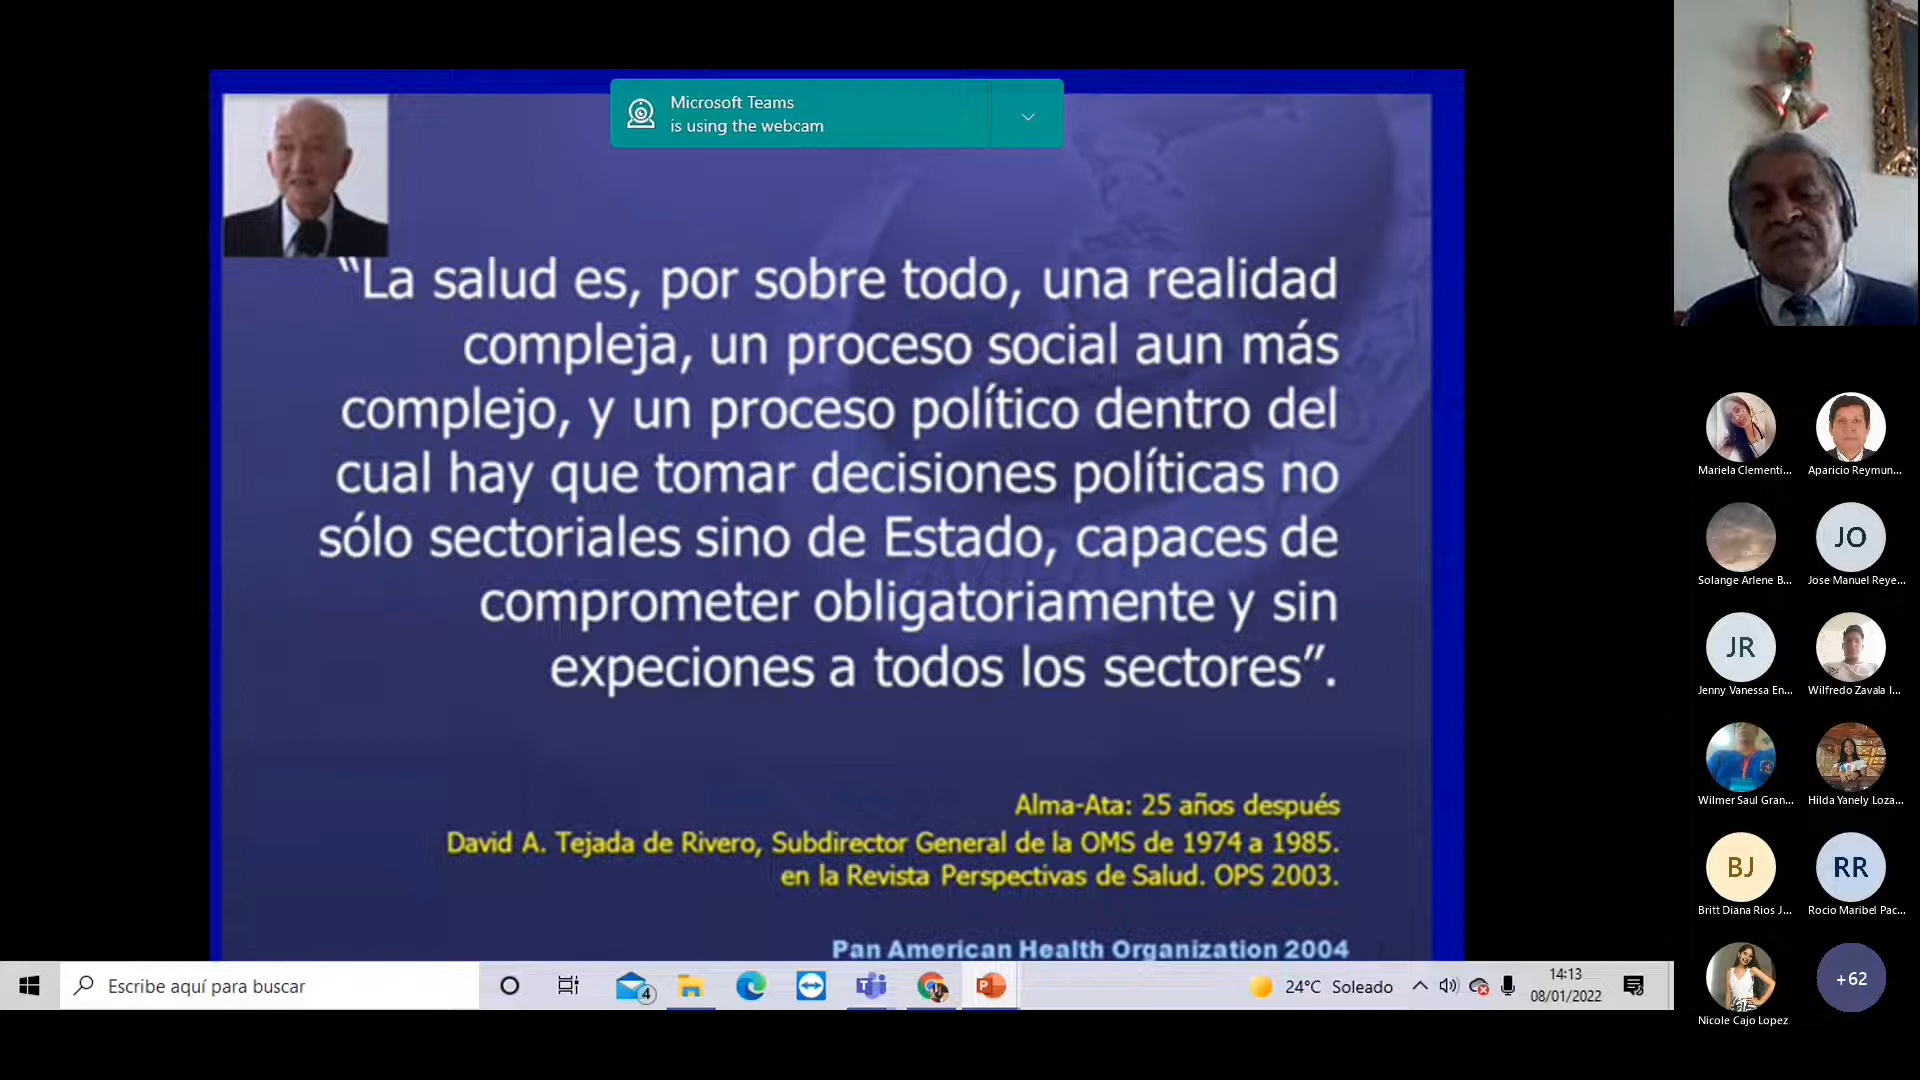 Microsoft Teams
is using the webcam
“La salud es, por sobre todo, una realidad
compleja, un proceso social aun más
complejo, y un proceso político dentro del
cual hay que tomar decisiones políticas no
sólo sectoriales sino de Estado, capaces de
comprometer obligatoriamente y sin
expeciones a todos los sectores”.
Alma-Ata: 25 años después
David A. Tejada de Rivero, Subdirector General de la OMS de 1974 a 1985.
en la Revista Perspectivas de Salud. OPS 2003.
Pan American Health Organization 2004
Mariela Clementi...
Aparicio Reymun...
JO
Solange Arlene B...
Jose Manuel Reye...
JR
Jenny Vanessa En...
Wilfredo Zavala I...
Wilmer Saul Gran...
Hilda Yanely Loza...
BJ
RR
Britt Diana Rios J...
Rocio Maribel Pac...
+62
Nicole Cajo Lopez
Escribe aquí para buscar
4
24°C Soleado
14:13
08/01/2022